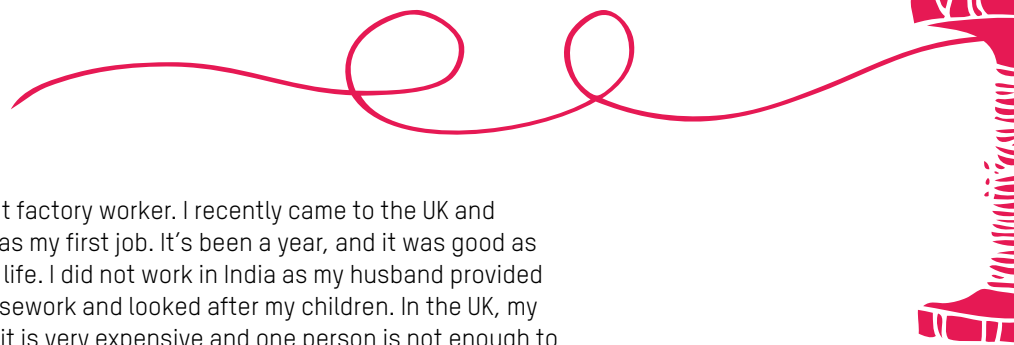 t factory worker. I recently came to the UK and
as my first job. It's been a year, and it was good as
life. I did not work in India as my husband provided
sework and looked after my children. In the UK, my
it is very expensive and one person is not enough to